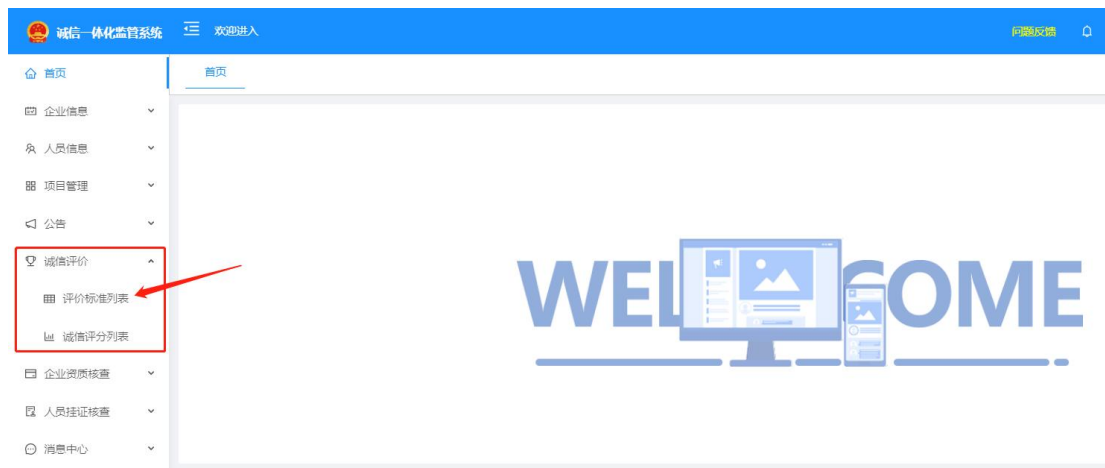 诚信一体化监管系统 欢迎进入 问题反馈
首页 首页
企业信息
人员信息
项目管理
公告
诚信评价
评价标准列表
诚信评分列表
企业资质核查
人员挂证核查
消息中心
WELCOME